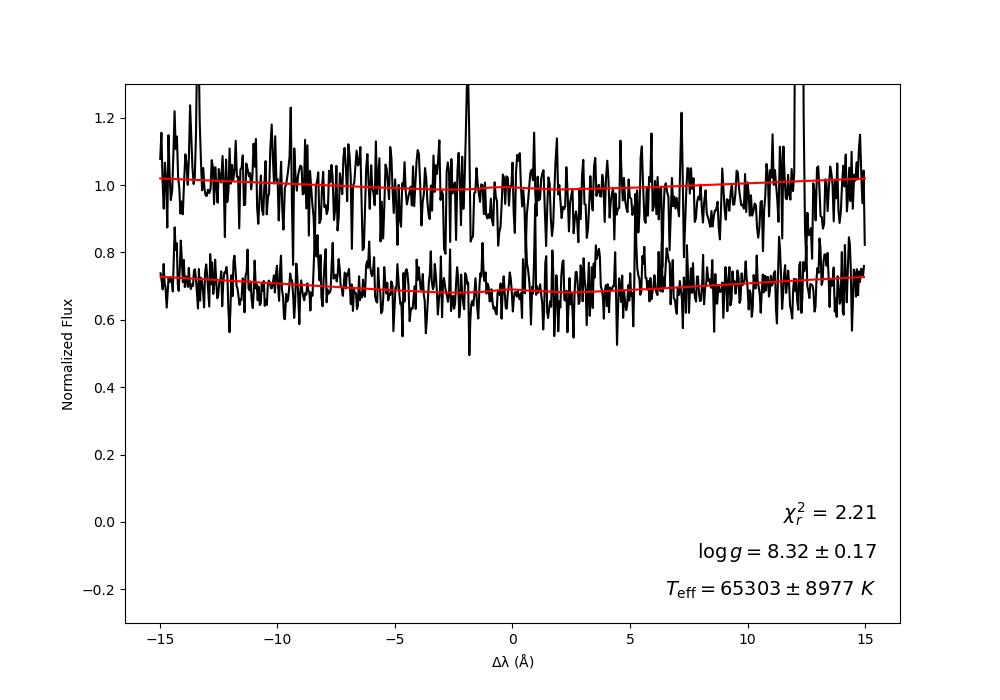 1.2
1.0
0.8
0.6
0.4
0.2
0.0
−0.2
Normalized Flux
χ²ᵣ = 2.21
log g = 8.32 ± 0.17
T_eff = 65303 ± 8977 K
−15 −10 −5 0 5 10 15
Δλ (Å)